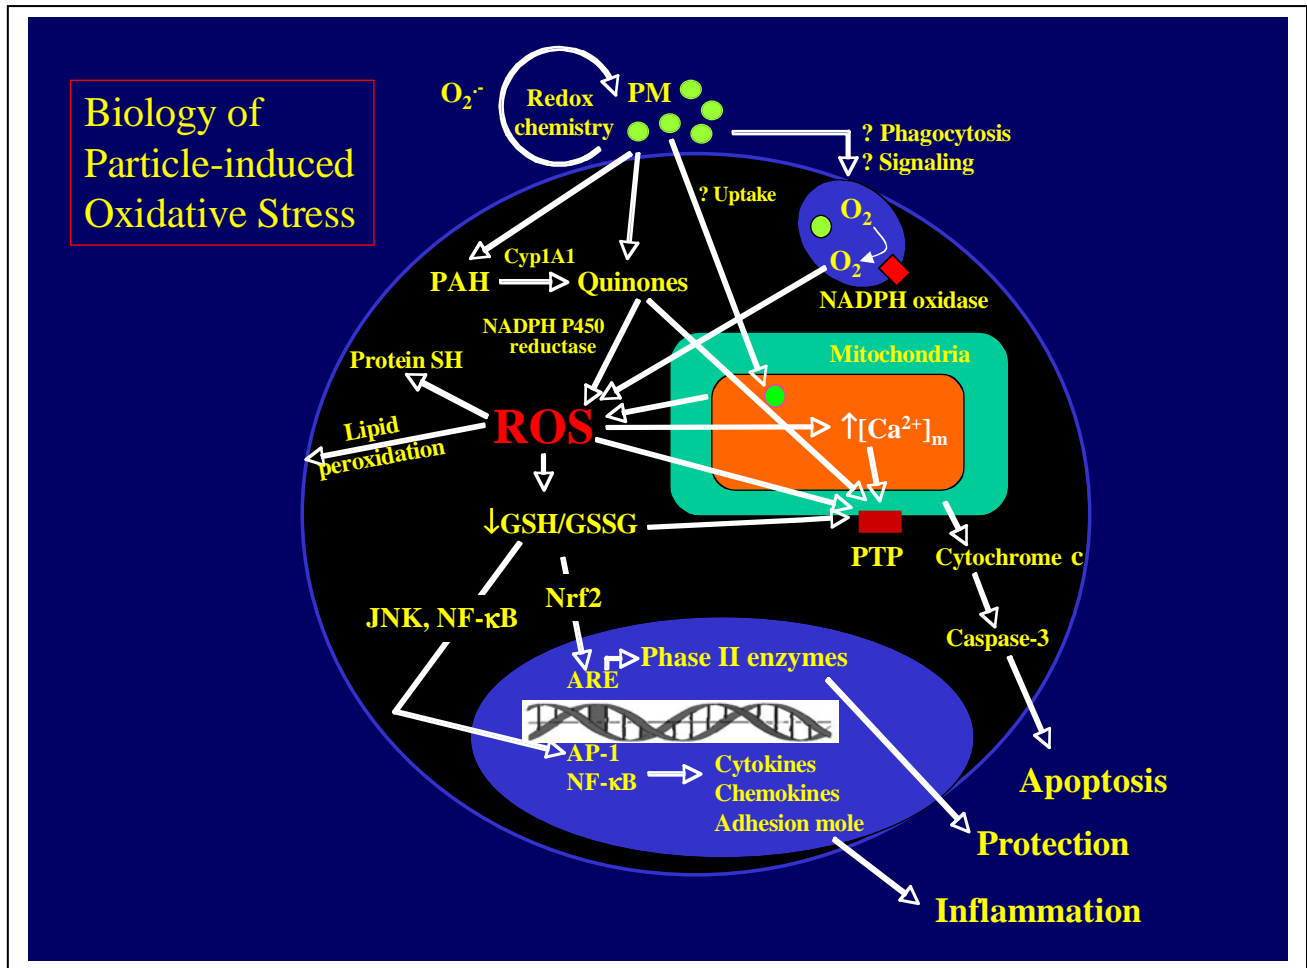 Biology of
Particle-induced
Oxidative Stress
O₂·-
Redox
chemistry
PM
? Phagocytosis
? Signaling
? Uptake
O₂
O₂
NADPH oxidase
Cyp1A1
PAH
Quinones
NADPH P450
reductase
Mitochondria
Protein SH
ROS
Lipid
peroxidation
↑[Ca²⁺]ₘ
↓GSH/GSSG
PTP
Cytochrome c
Nrf2
JNK, NF-κB
Caspase-3
Phase II enzymes
ARE
AP-1
NF-κB
Cytokines
Chemokines
Adhesion mole
Apoptosis
Protection
Inflammation